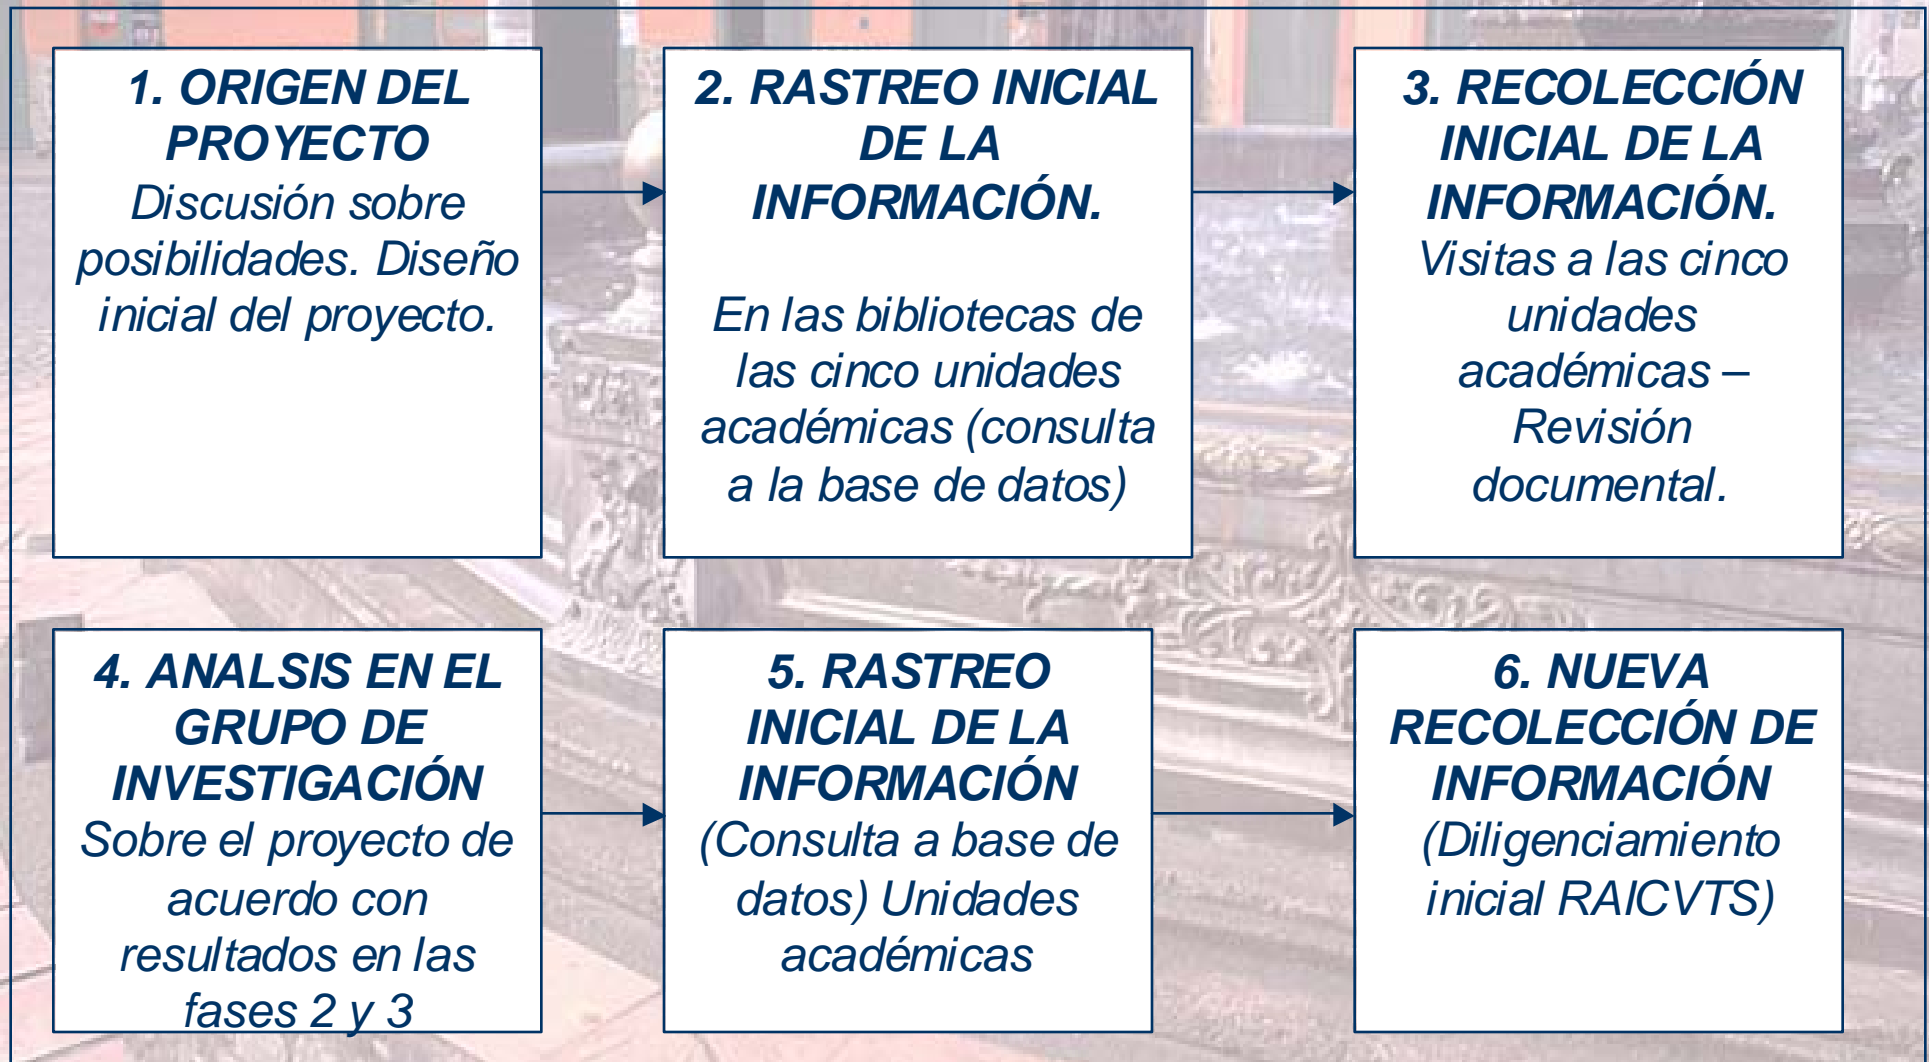 1. ORIGEN DEL
PROYECTO
Discusión sobre
posibilidades. Diseño
inicial del proyecto.
2. RASTREO INICIAL
DE LA
INFORMACIÓN.
En las bibliotecas de
las cinco unidades
académicas (consulta
a la base de datos)
3. RECOLECCIÓN
INICIAL DE LA
INFORMACIÓN.
Visitas a las cinco
unidades
académicas –
Revisión
documental.
4. ANALSIS EN EL
GRUPO DE
INVESTIGACIÓN
Sobre el proyecto de
acuerdo con
resultados en las
fases 2 y 3
5. RASTREO
INICIAL DE LA
INFORMACIÓN
(Consulta a base de
datos) Unidades
académicas
6. NUEVA
RECOLECCIÓN DE
INFORMACIÓN
(Diligenciamiento
inicial RAICVTS)